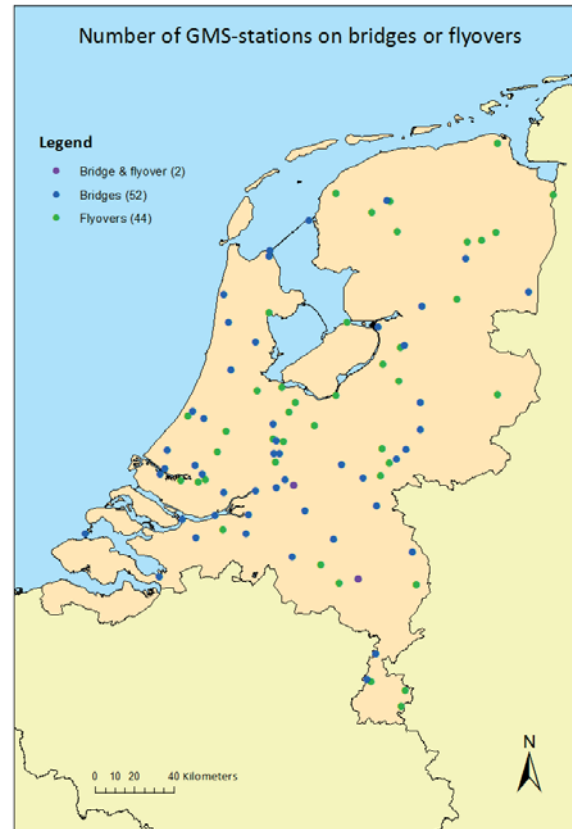 Number of GMS-stations on bridges or flyovers
Legend
Bridge & flyover (2)
Bridges (52)
Flyovers (44)
N
0 10 20 40 Kilometers